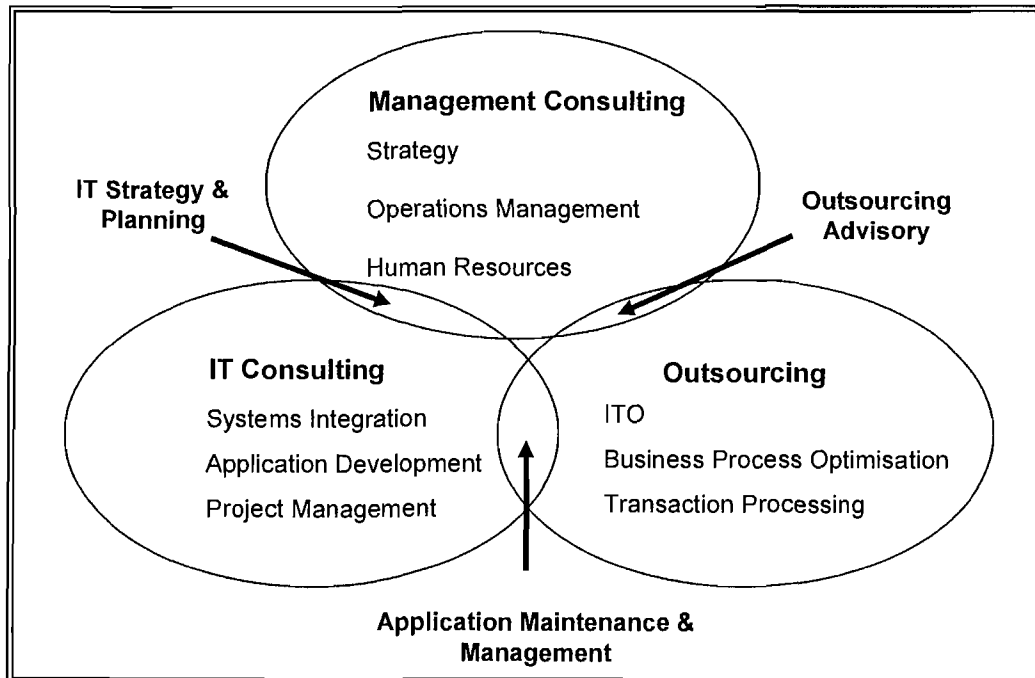 Management Consulting
Strategy
Operations Management
Human Resources
IT Strategy &
Planning
Outsourcing
Advisory
IT Consulting
Systems Integration
Application Development
Project Management
Outsourcing
ITO
Business Process Optimisation
Transaction Processing
Application Maintenance &
Management